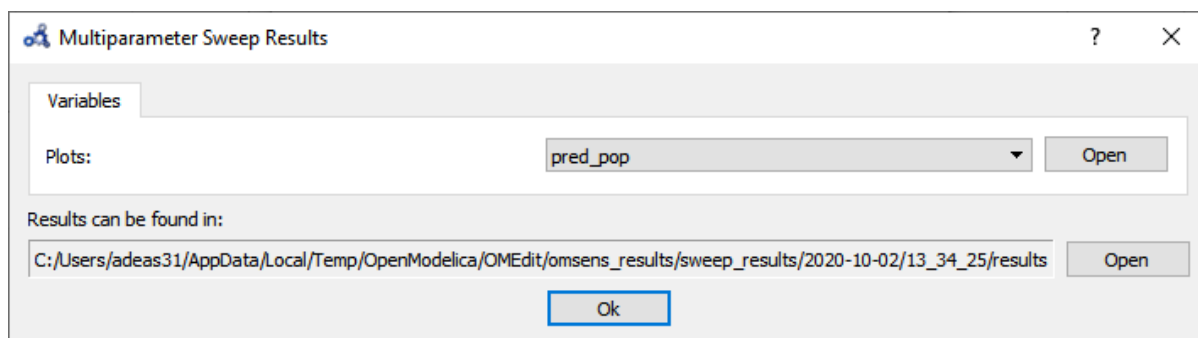 Multiparameter Sweep Results ?
Variables
Plots: pred_pop Open
Results can be found in:
C:/Users/adeas31/AppData/Local/Temp/OpenModelica/OMEdit/omsens_results/sweep_results/2020-10-02/13_34_25/results Open
Ok